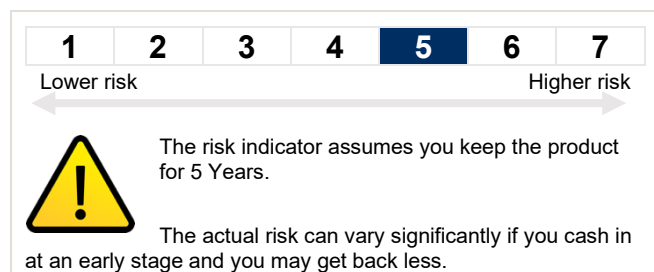 1 2 3 4 5 6 7
Lower risk Higher risk
The risk indicator assumes you keep the product
for 5 Years.
The actual risk can vary significantly if you cash in
at an early stage and you may get back less.